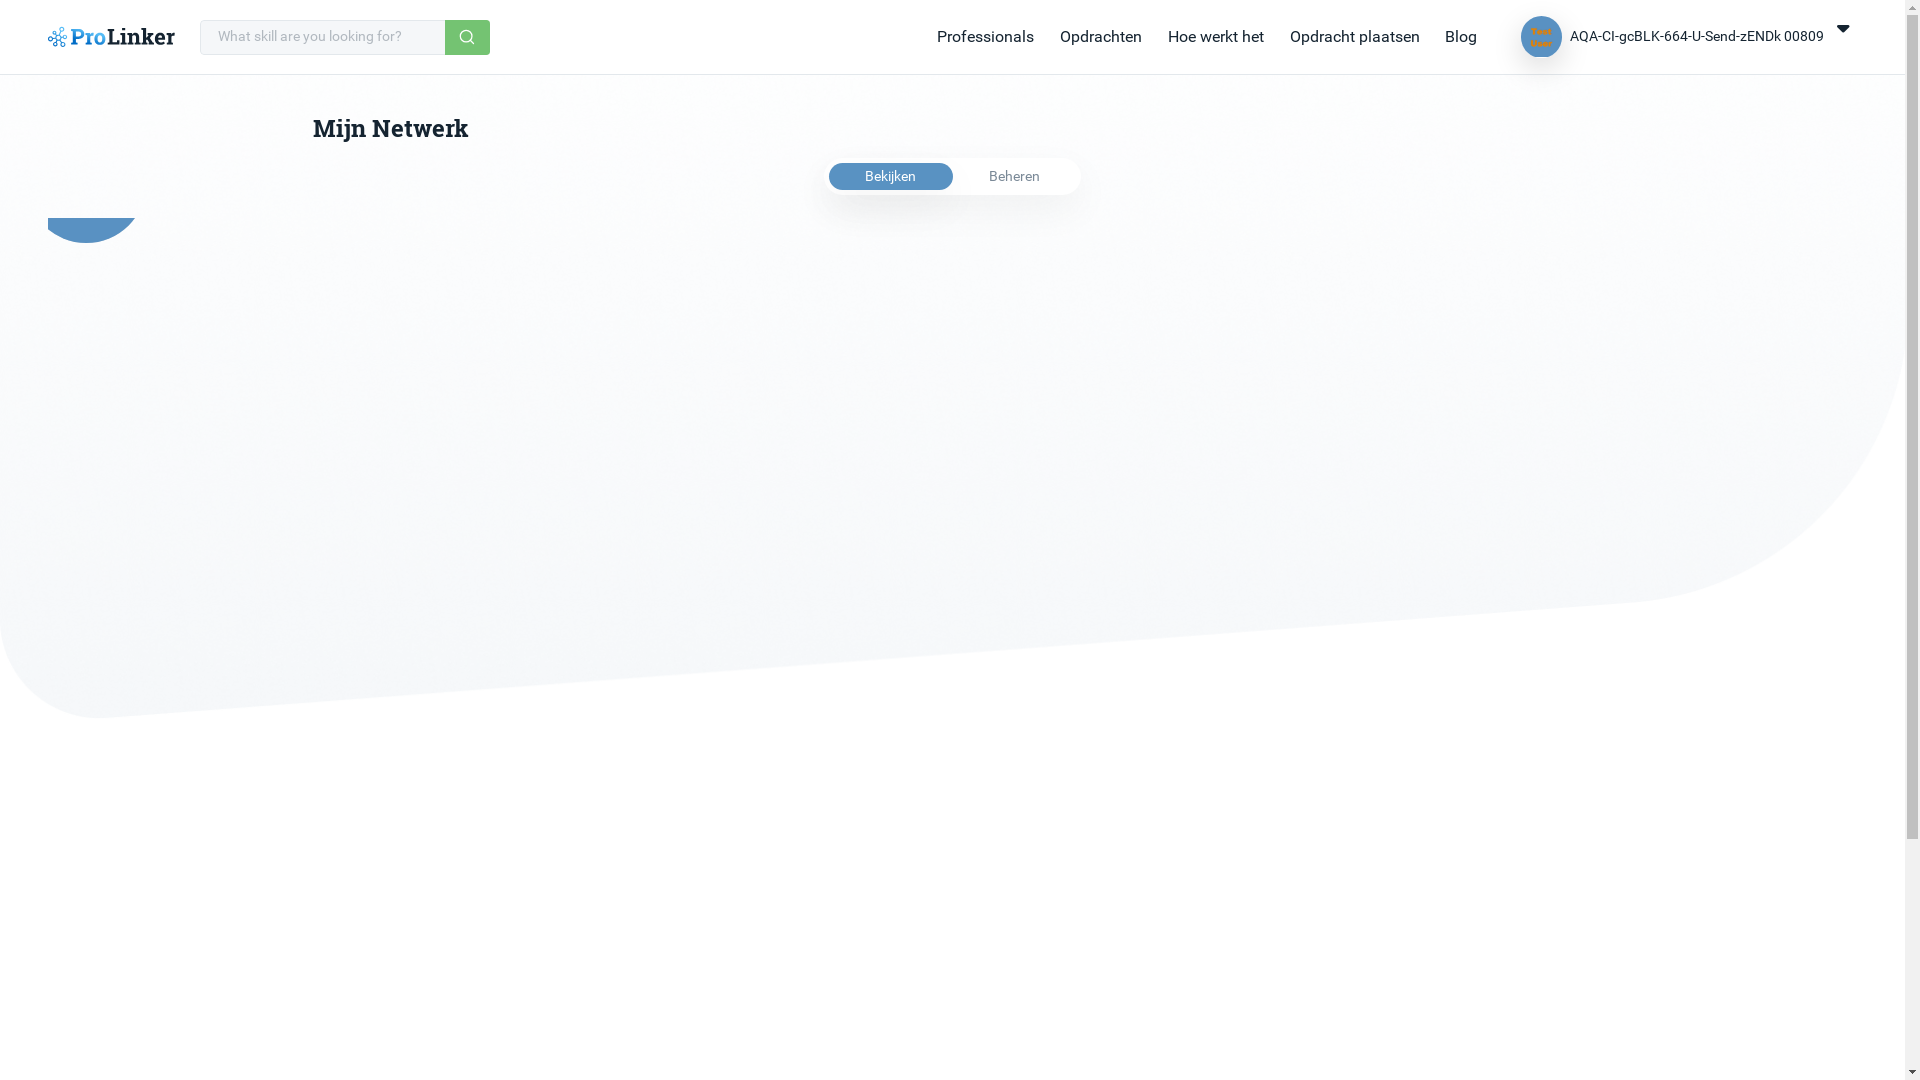 ProLinker
What skill are you looking for?
Professionals
Opdrachten
Hoe werkt het
Opdracht plaatsen
Blog
Test
User
AQA-CI-gcBLK-664-U-Send-zENDk 00809
Mijn Netwerk
Bekijken
Beheren